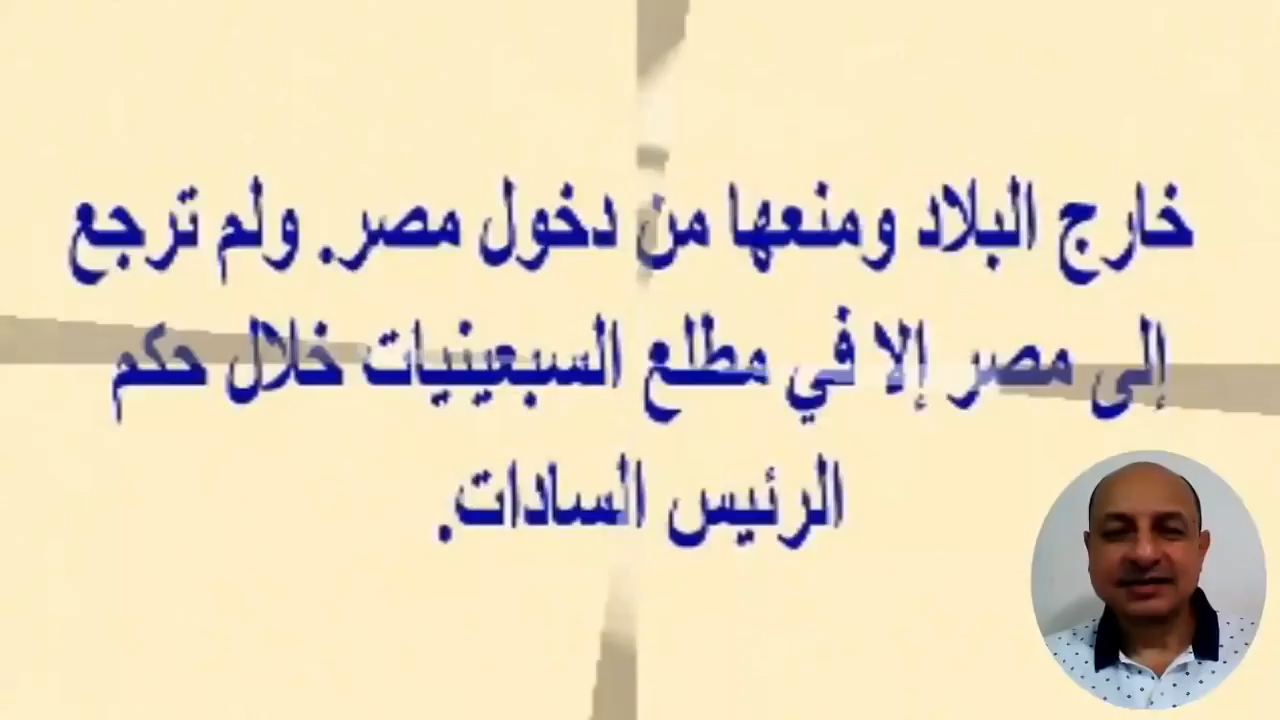 خارج البلاد ومنعها من دخول مصر. ولم ترجع
إلى مصر إلا في مطلع السبعينيات خلال حكم
الرئيس السادات.